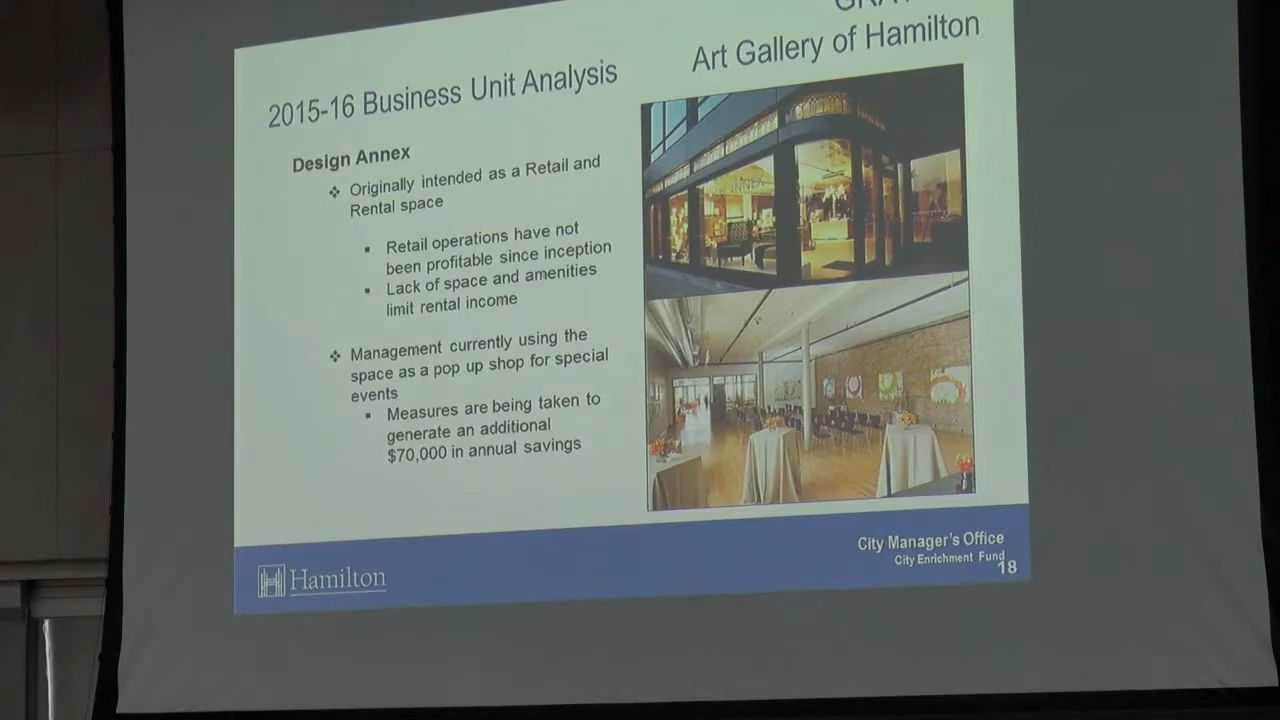 Art Gallery of Hamilton
2015-16 Business Unit Analysis
Design Annex
Originally intended as a Retail and
Rental space
Retail operations have not
been profitable since inception
Lack of space and amenities
limit rental income
Management currently using the
space as a pop up shop for special
events
Measures are being taken to
generate an additional
$70,000 in annual savings
ANNEX
Hamilton
City Manager's Office
City Enrichment Fund
18